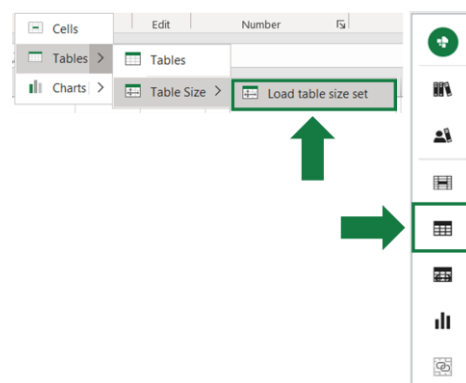 Edit Number
Cells
Tables > Tables
Charts > Table Size > Load table size set